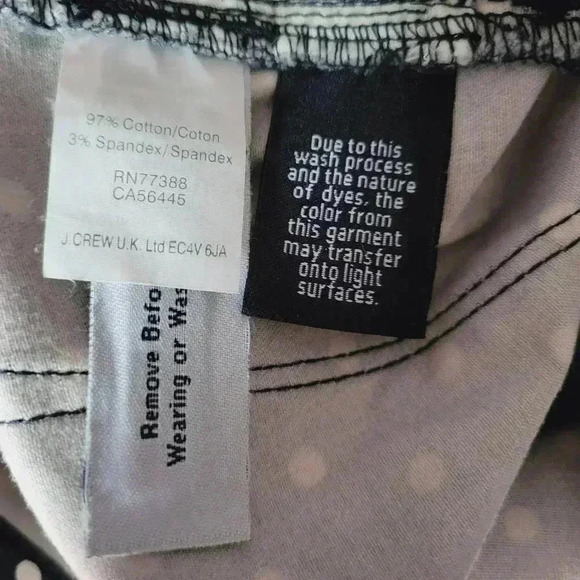 97% Cotton/Coton
3% Spandex/Spandex
RN77388
CA56445
J.CREW U.K. Ltd EC4V 6JA
Due to this
wash process
and the nature
of dyes, the
color from
this garment
may transfer
onto light
surfaces.
Remove Befo
Wearing or Was